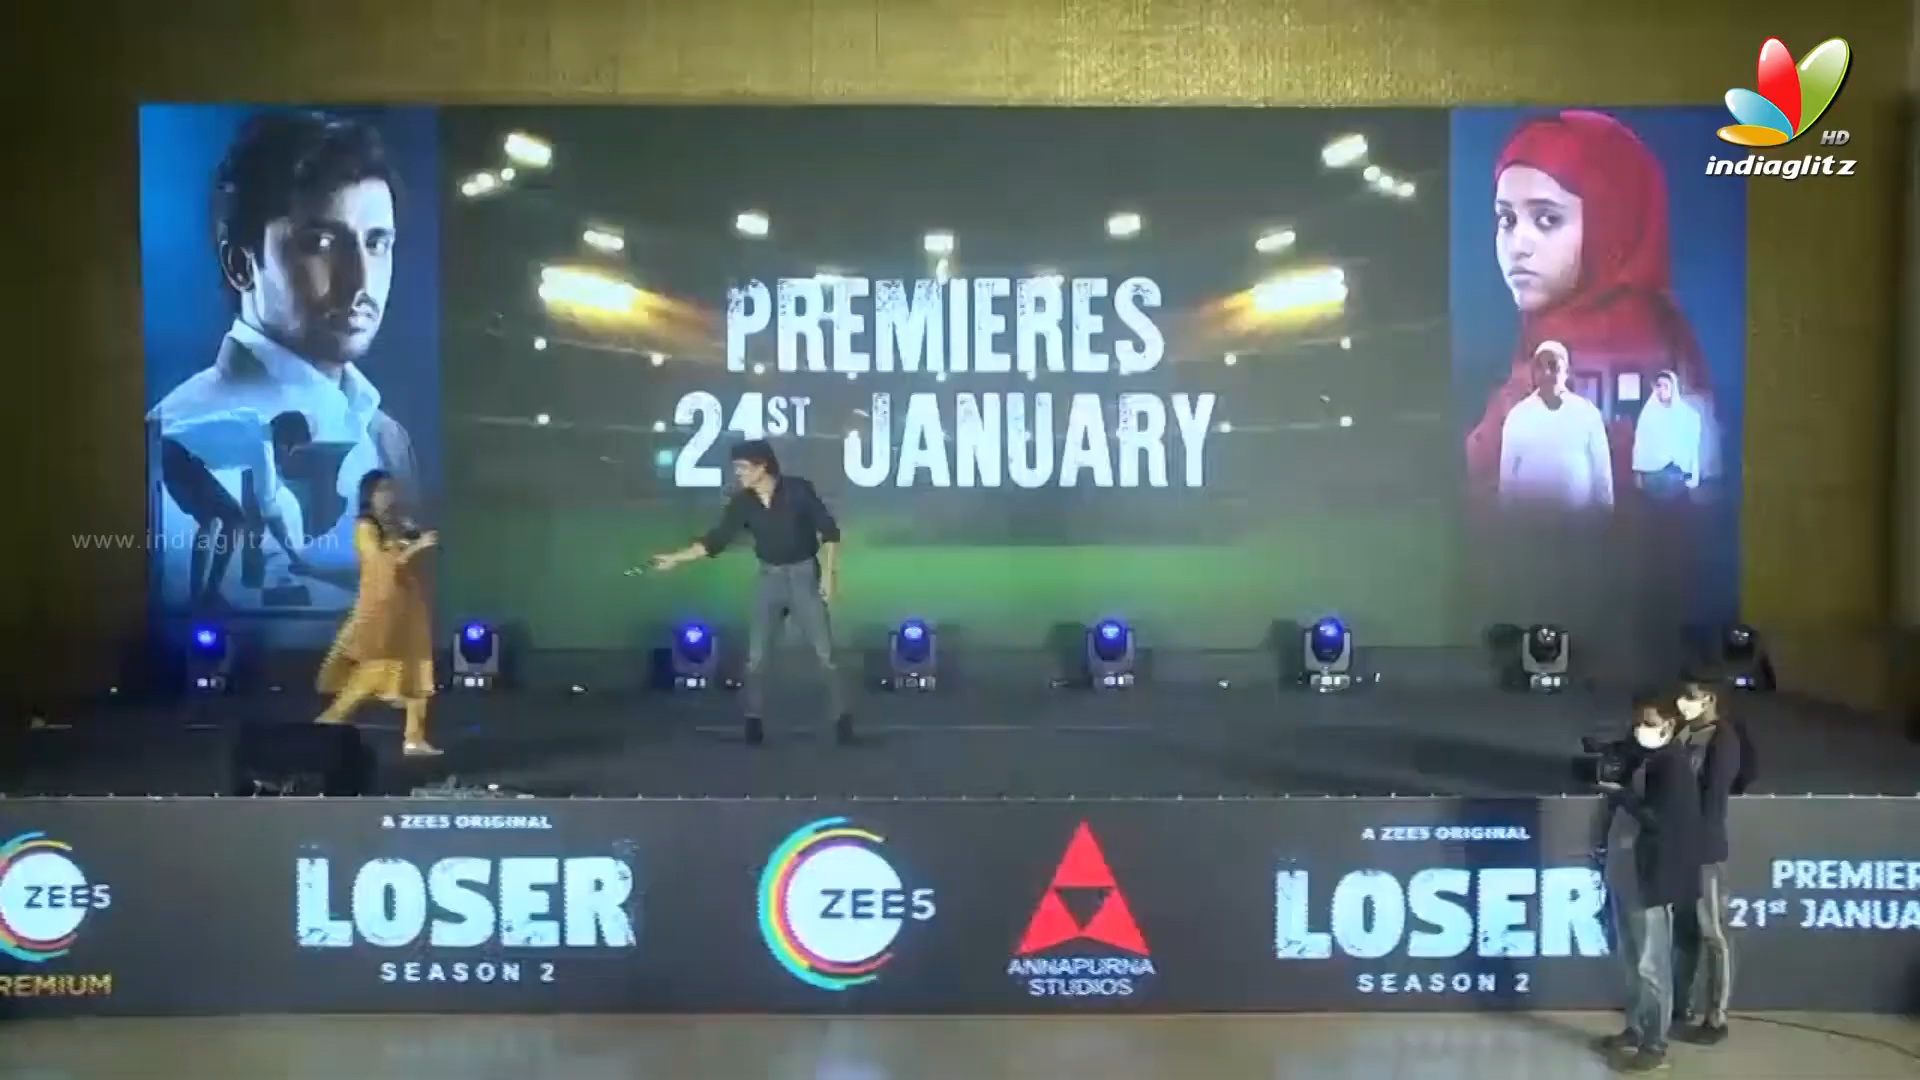 HD
indiaglitz
PREMIERES
21ST JANUARY
www.indiaglitz.com
A ZEE5 ORIGINAL
LOSER
SEASON 2
ZEE5
PREMIUM
ZEE5
ANNAPURNA
STUDIOS
A ZEE5 ORIGINAL
LOSER
SEASON 2
PREMIER
21st JANUA